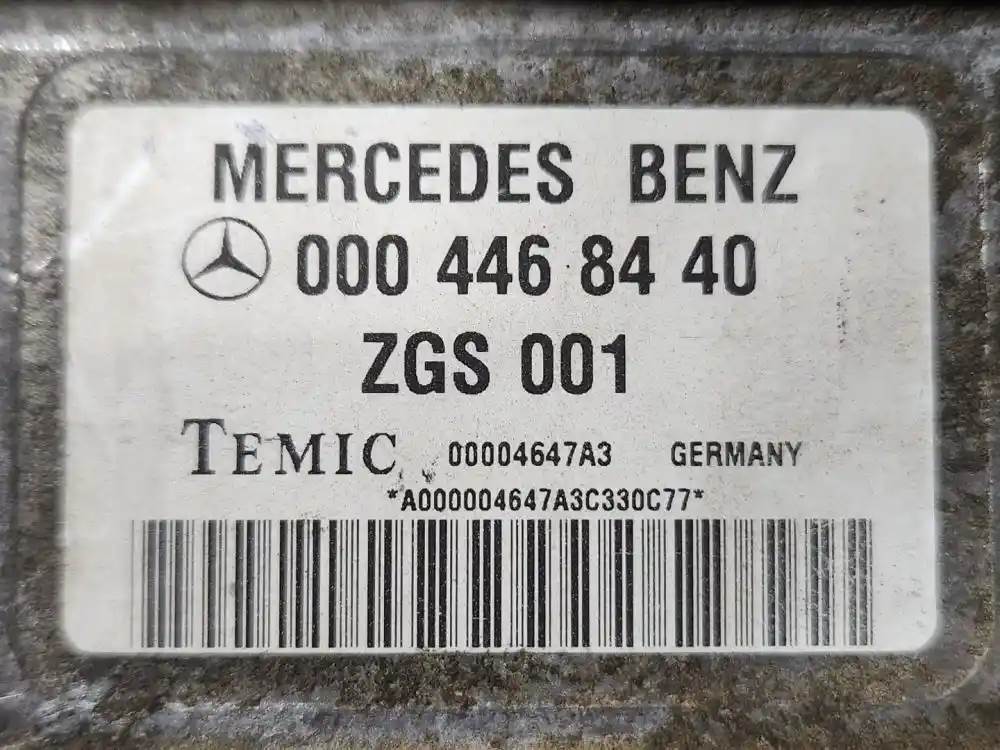 MERCEDES BENZ
000 446 84 40
ZGS 001
TEMIC 00004647A3 GERMANY
*A000004647A3C330C77*